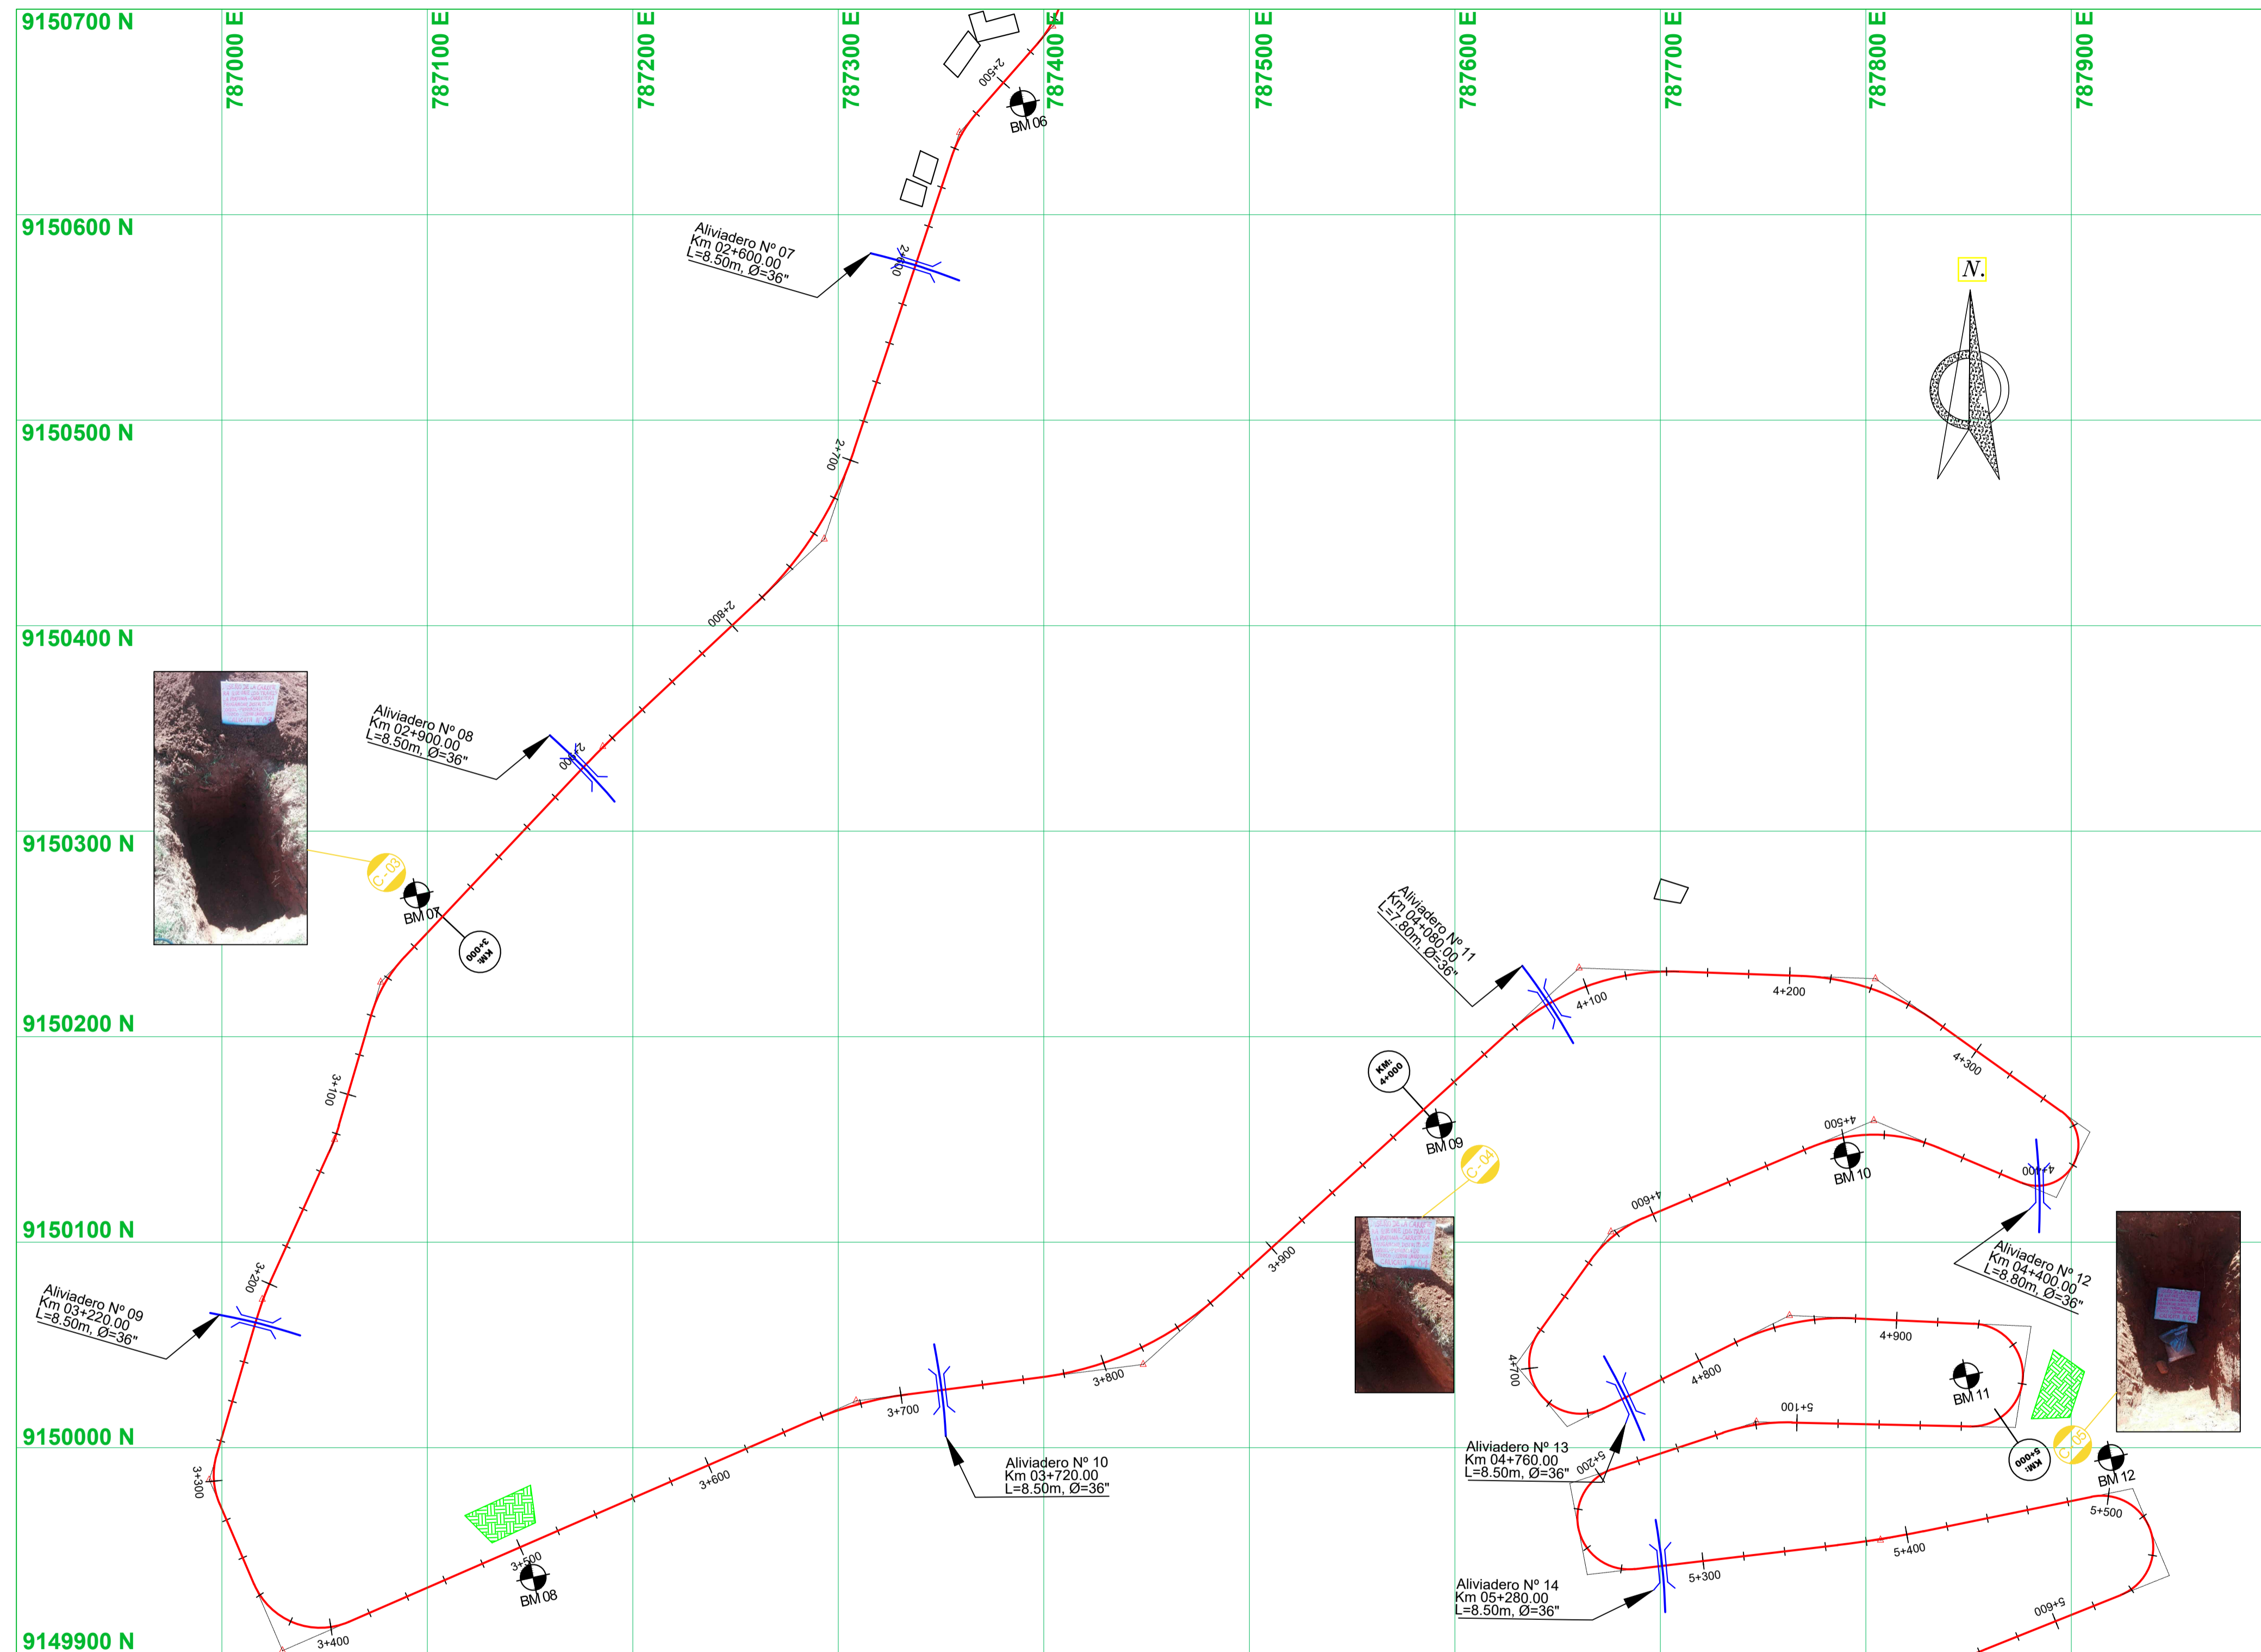 9150700 N
787000 E
787100 E
787200 E
787300 E
787400 E
787500 E
787600 E
787700 E
787800 E
787900 E
2+500
BM 06
9150600 N
Aliviadero Nº 07
Km 02+600.00
L=8.50m, Ø=36"
2+600
N.
9150500 N
2+700
9150400 N
2+800
Aliviadero Nº 08
Km 02+900.00
L=8.50m, Ø=36"
2+900
9150300 N
C - 03
BM 07
KM:
3+000
Aliviadero Nº 11
Km 04+080.00
L=7.80m, Ø=36"
9150200 N
3+100
4+100
4+200
4+300
KM:
4+000
BM 09
C - 04
4+500
BM 10
4+400
4+600
9150100 N
3+200
3+900
Aliviadero Nº 12
Km 04+400.00
L=8.80m, Ø=36"
Aliviadero Nº 09
Km 03+220.00
L=8.50m, Ø=36"
4+900
4+700
4+800
3+800
BM 11
3+700
5+100
9150000 N
Aliviadero Nº 10
Km 03+720.00
L=8.50m, Ø=36"
Aliviadero Nº 13
Km 04+760.00
L=8.50m, Ø=36"
5+200
KM:
5+000
C - 05
BM 12
3+300
3+600
5+500
3+500
BM 08
5+400
5+300
Aliviadero Nº 14
Km 05+280.00
L=8.50m, Ø=36"
5+600
3+400
9149900 N